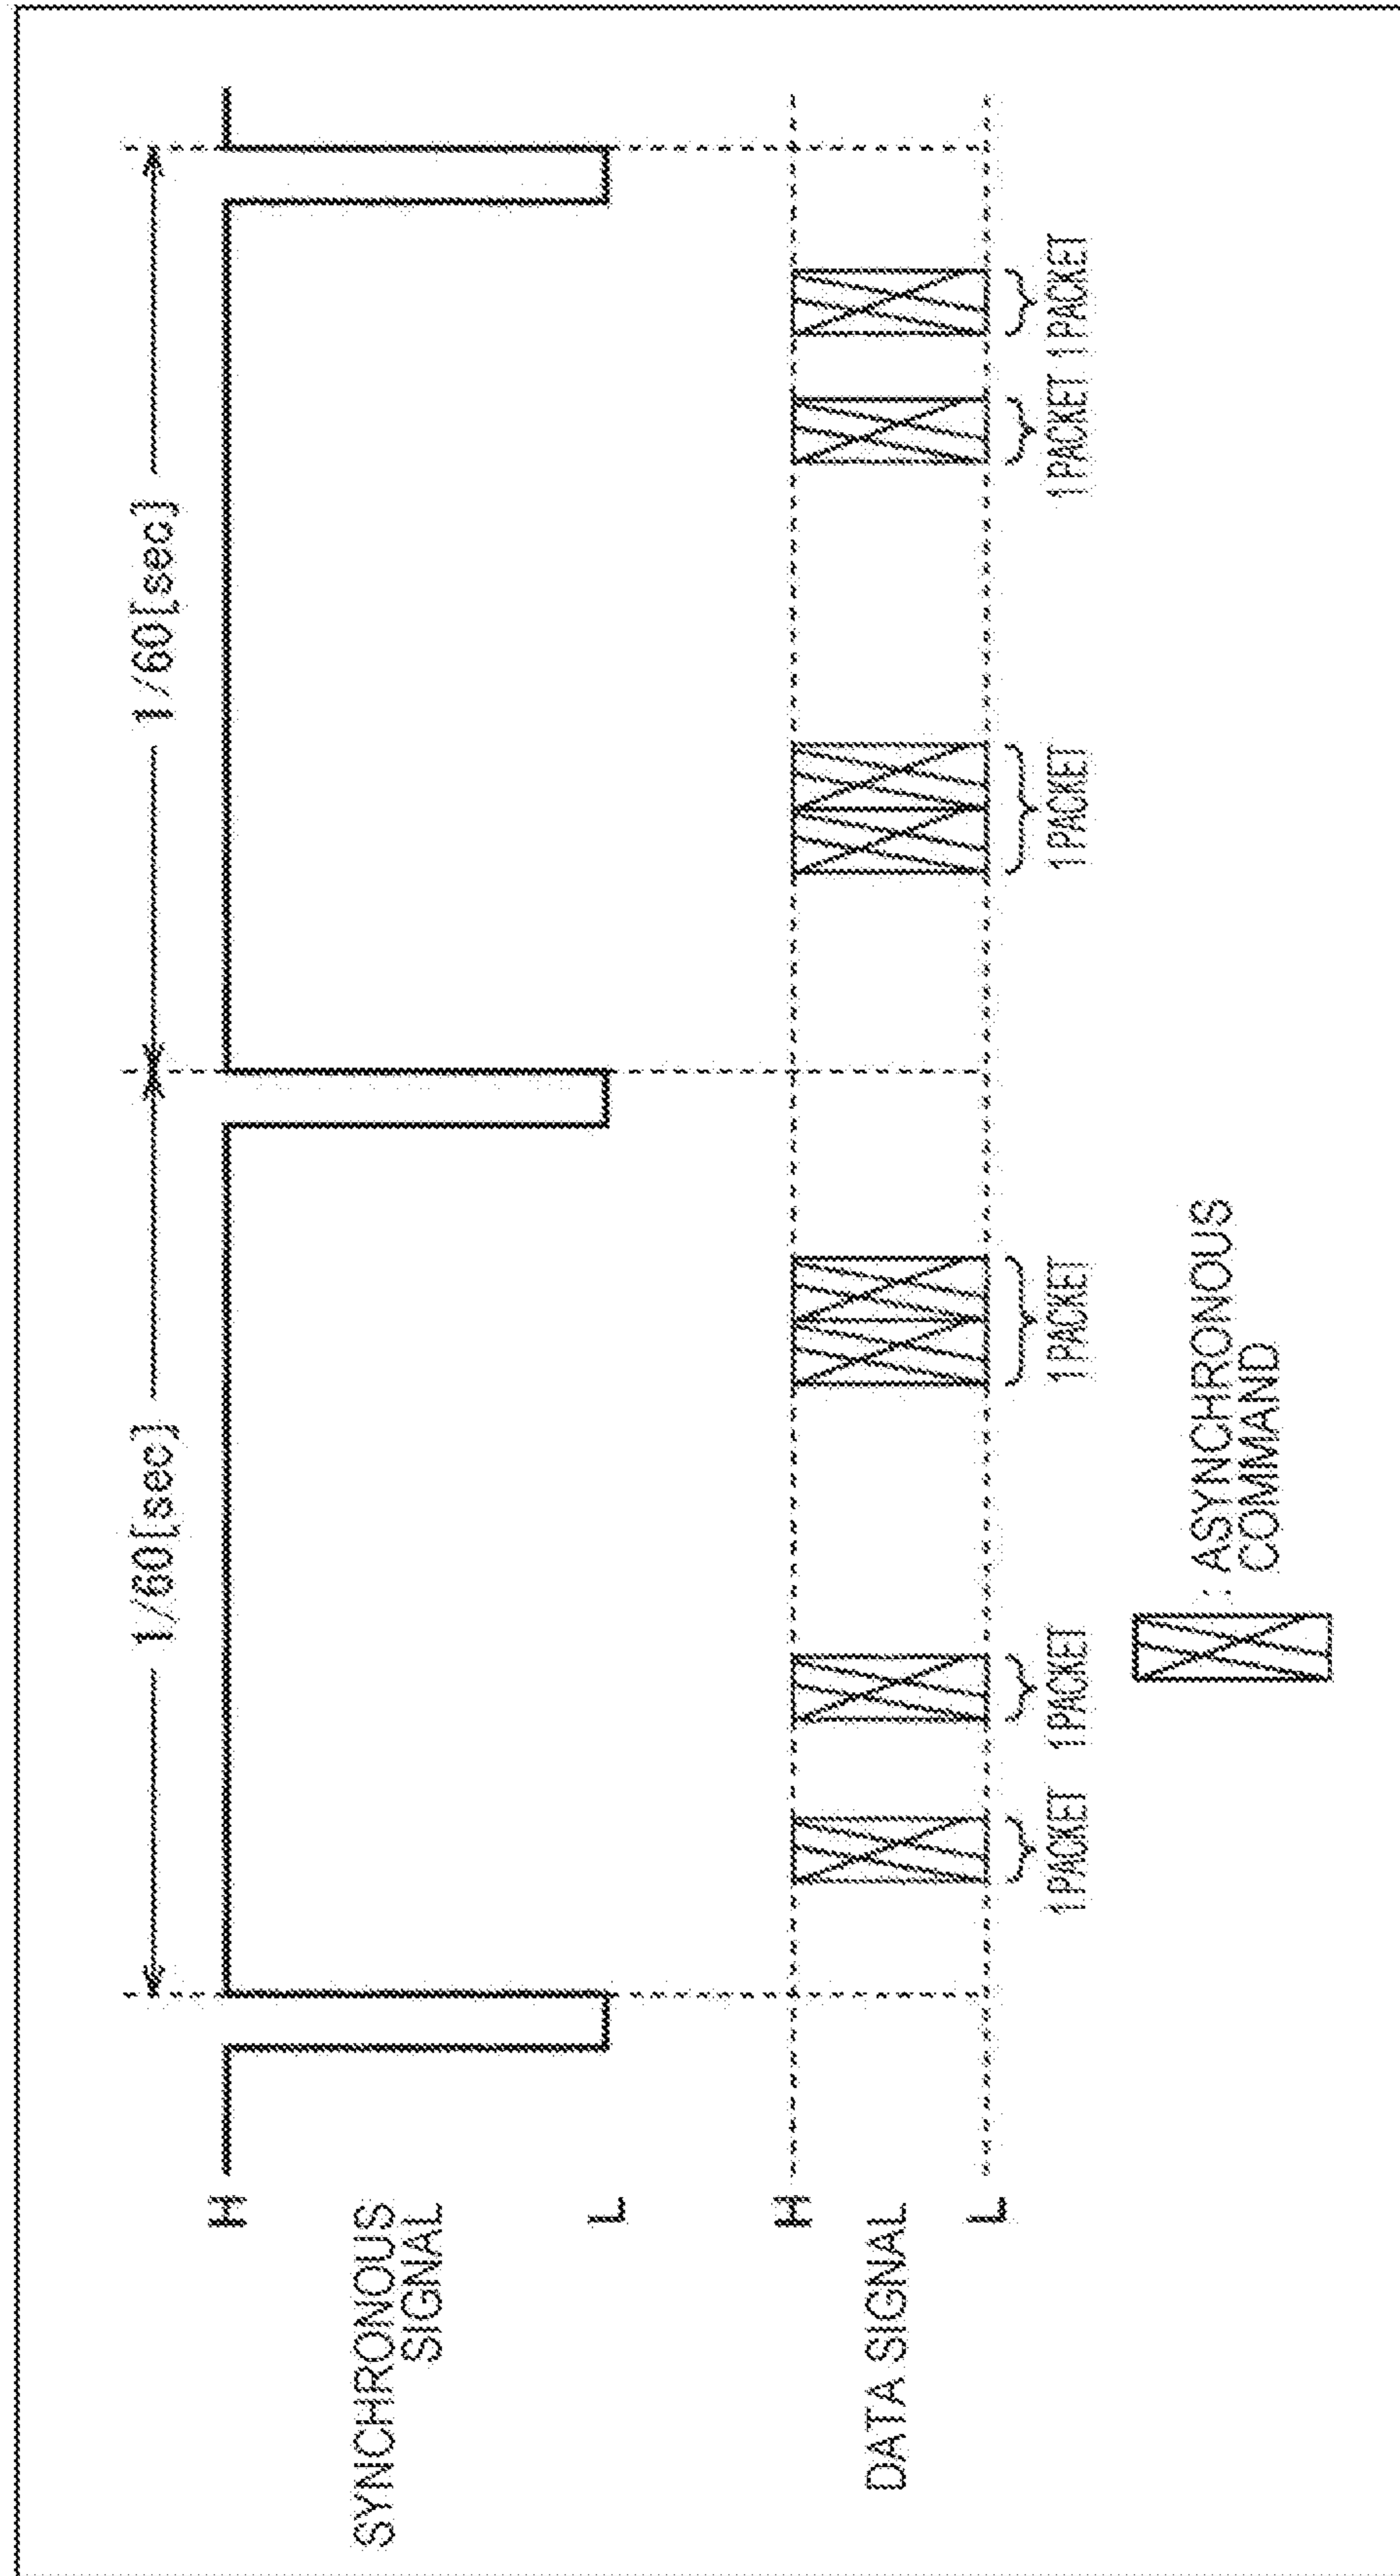 1/60[sec]
1/60[sec]
H
SYNCHRONOUS
SIGNAL
L
H
DATA SIGNAL
L
1 PACKET
1 PACKET
1 PACKET
1 PACKET
1 PACKET
1 PACKET
: ASYNCHRONOUS
COMMAND